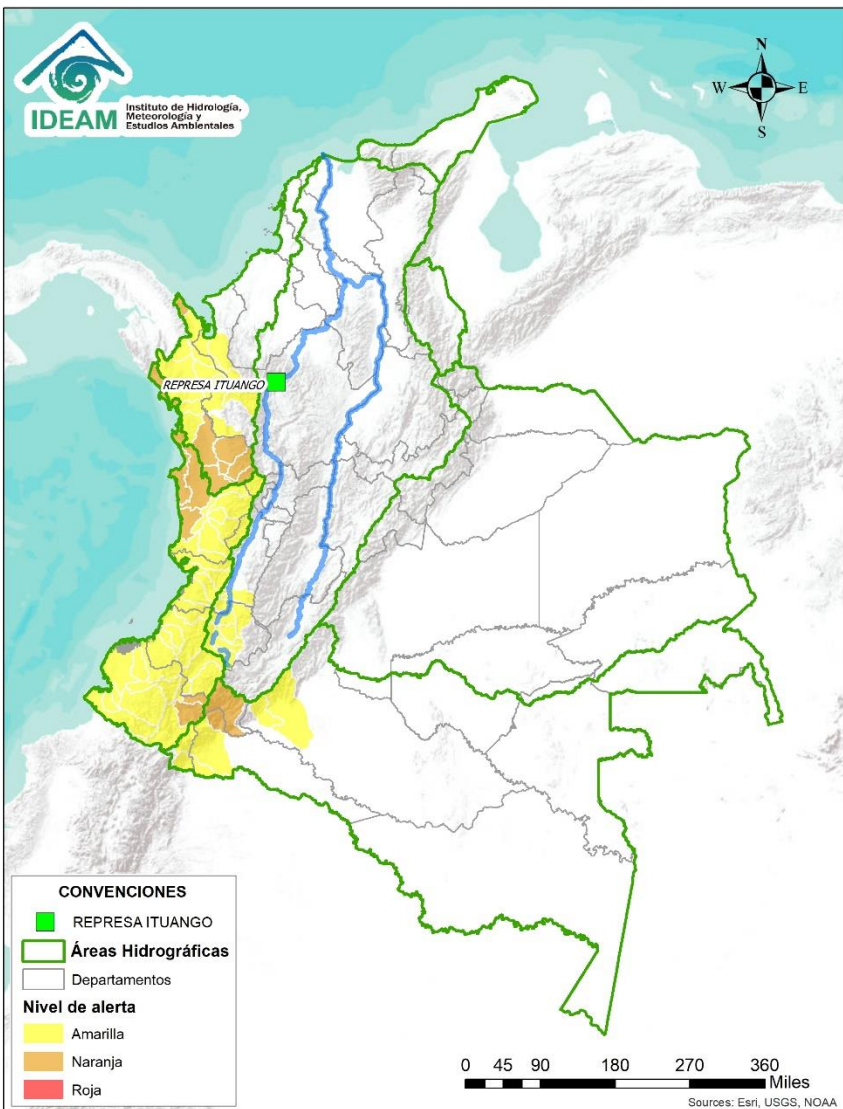 IDEAM
Instituto de Hidrología,
Meteorología y
Estudios Ambientales
N
W
E
S
REPRESA ITUANGO
CONVENCIONES
REPRESA ITUANGO
Áreas Hidrográficas
Departamentos
Nivel de alerta
Amarilla
Naranja
Roja
0 45 90 180 270 360
Miles
Sources: Esri, USGS, NOAA